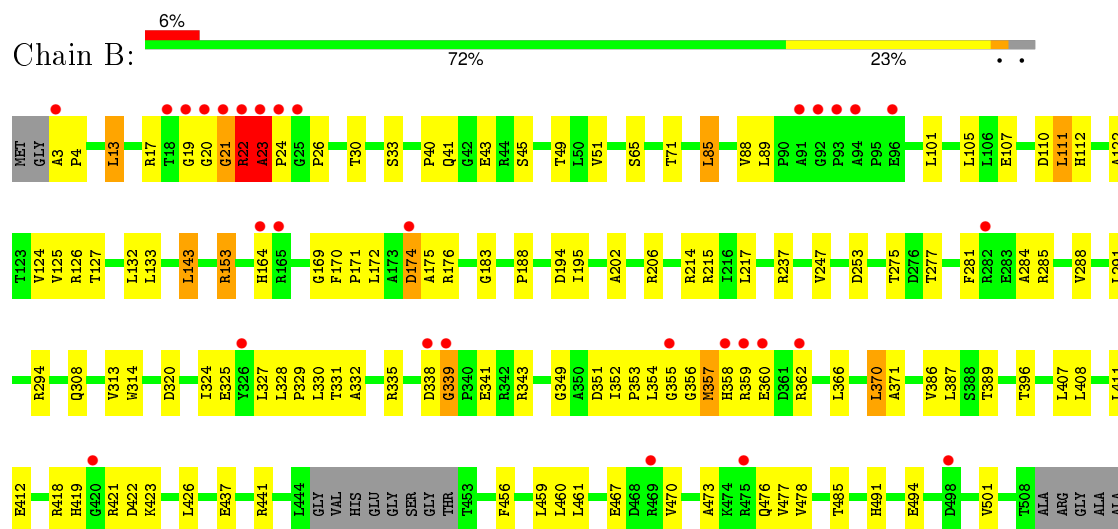 6%
Chain B:
72% 23% • •
MET GLY A3 P4 L13 R17 T18 G19 G20 G21 R22 A23 P24 G25 P26 T30 S33 P40 Q41 G42 E43 R44 S45 T49 L50 V51 S65 T71 L85 V88 L89 P90 A91 G92 P93 A94 P95 E96 L101 L105 L106 E107 D110 L111 H112 A122
T123 V124 V125 R126 T127 L132 L133 L143 R153 H164 R165 G169 F170 P171 L172 A173 D174 A175 R176 G183 P188 D194 I195 A202 R206 R214 R215 I216 L217 R237 V247 D253 T275 D276 T277 F281 R282 E283 A284 R285 V288 L291
R294 Q308 V313 W314 D320 I324 E325 Y326 L327 L328 P329 L330 T331 A332 R335 D338 G339 P340 E341 R342 R343 G349 A350 D351 I352 P353 L354 G355 G356 M357 H358 R359 E360 D361 R362 L366 L370 A371 V386 L387 S388 T389 T396 L407 L408 L411
E412 R418 H419 G420 R421 D422 K423 L426 E437 R441 L444 GLY VAL HIS GLU GLY SER GLY THR T453 F456 L459 L460 L461 E467 D468 R469 V470 A473 K474 R475 Q476 V477 V478 T485 H491 E494 D498 V501 T508 ALA ARG GLY ALA